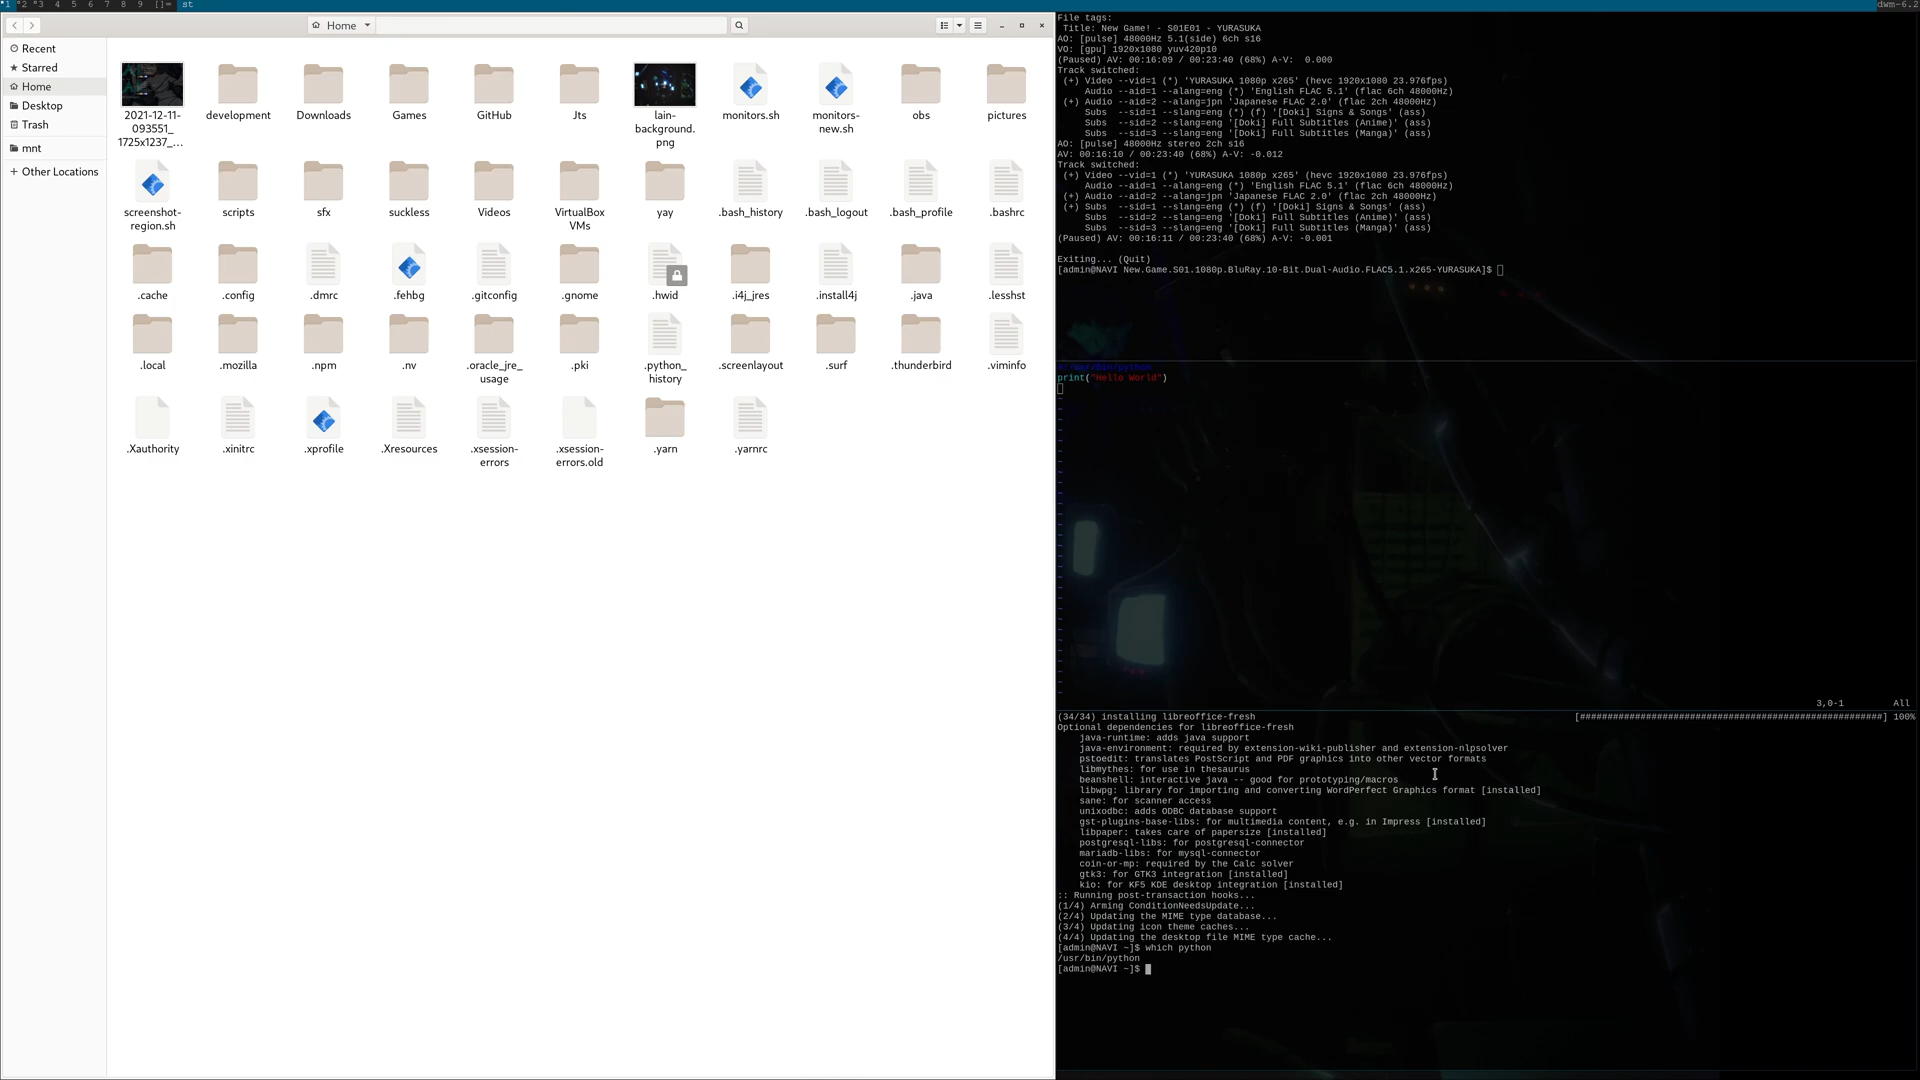 1 2 3 4 5 6 7 8 9 []= st dwm-6.2
Home
Recent
Starred
Home
Desktop
Trash
mnt
+ Other Locations
2021-12-11-093551_1725x1237_... development Downloads Games GitHub Jts lain-background.png monitors.sh monitors-new.sh obs pictures
screenshot-region.sh scripts sfx suckless Videos VirtualBox VMs yay .bash_history .bash_logout .bash_profile .bashrc
.cache .config .dmrc .fehbg .gitconfig .gnome .hwid .i4j_jres .install4j .java .lesshst
.local .mozilla .npm .nv .oracle_jre_usage .pki .python_history .screenlayout .surf .thunderbird .viminfo
.Xauthority .xinitrc .xprofile .Xresources .xsession-errors .xsession-errors.old .yarn .yarnrc
File tags:
Title: New Game! - S01E01 - YURASUKA
AO: [pulse] 48000Hz 5.1(side) 6ch s16
VO: [gpu] 1920x1080 yuv420p10
(Paused) AV: 00:16:09 / 00:23:40 (68%) A-V:  0.000
Track switched:
(+) Video --vid=1 (*) 'YURASUKA 1080p x265' (hevc 1920x1080 23.976fps)
Audio --aid=1 --alang=eng (*) 'English FLAC 5.1' (flac 6ch 48000Hz)
(+) Audio --aid=2 --alang=jpn 'Japanese FLAC 2.0' (flac 2ch 48000Hz)
Subs  --sid=1 --slang=eng (*) (f) '[Doki] Signs & Songs' (ass)
Subs  --sid=2 --slang=eng '[Doki] Full Subtitles (Anime)' (ass)
Subs  --sid=3 --slang=eng '[Doki] Full Subtitles (Manga)' (ass)
AO: [pulse] 48000Hz stereo 2ch s16
AV: 00:16:10 / 00:23:40 (68%) A-V: -0.012
Track switched:
(+) Video --vid=1 (*) 'YURASUKA 1080p x265' (hevc 1920x1080 23.976fps)
Audio --aid=1 --alang=eng (*) 'English FLAC 5.1' (flac 6ch 48000Hz)
(+) Audio --aid=2 --alang=jpn 'Japanese FLAC 2.0' (flac 2ch 48000Hz)
(+) Subs  --sid=1 --slang=eng (*) (f) '[Doki] Signs & Songs' (ass)
Subs  --sid=2 --slang=eng '[Doki] Full Subtitles (Anime)' (ass)
Subs  --sid=3 --slang=eng '[Doki] Full Subtitles (Manga)' (ass)
(Paused) AV: 00:16:11 / 00:23:40 (68%) A-V: -0.001
Exiting... (Quit)
[admin@NAVI New.Game.S01.1080p.BluRay.10-Bit.Dual-Audio.FLAC5.1.x265-YURASUKA]$
#!/usr/bin/python
print("Hello World")
3,0-1 All
(34/34) installing libreoffice-fresh [########################################################] 100%
Optional dependencies for libreoffice-fresh
java-runtime: adds java support
java-environment: required by extension-wiki-publisher and extension-nlpsolver
pstoedit: translates PostScript and PDF graphics into other vector formats
libmythes: for use in thesaurus
beanshell: interactive java -- good for prototyping/macros
libwpg: library for importing and converting WordPerfect Graphics format [installed]
sane: for scanner access
unixodbc: adds ODBC database support
gst-plugins-base-libs: for multimedia content, e.g. in Impress [installed]
libpaper: takes care of papersize [installed]
postgresql-libs: for postgresql-connector
mariadb-libs: for mysql-connector
coin-or-mp: required by the Calc solver
gtk3: for GTK3 integration [installed]
kio: for KF5 KDE desktop integration [installed]
:: Running post-transaction hooks...
(1/4) Arming ConditionNeedsUpdate...
(2/4) Updating the MIME type database...
(3/4) Updating icon theme caches...
(4/4) Updating the desktop file MIME type cache...
[admin@NAVI ~]$ which python
/usr/bin/python
[admin@NAVI ~]$